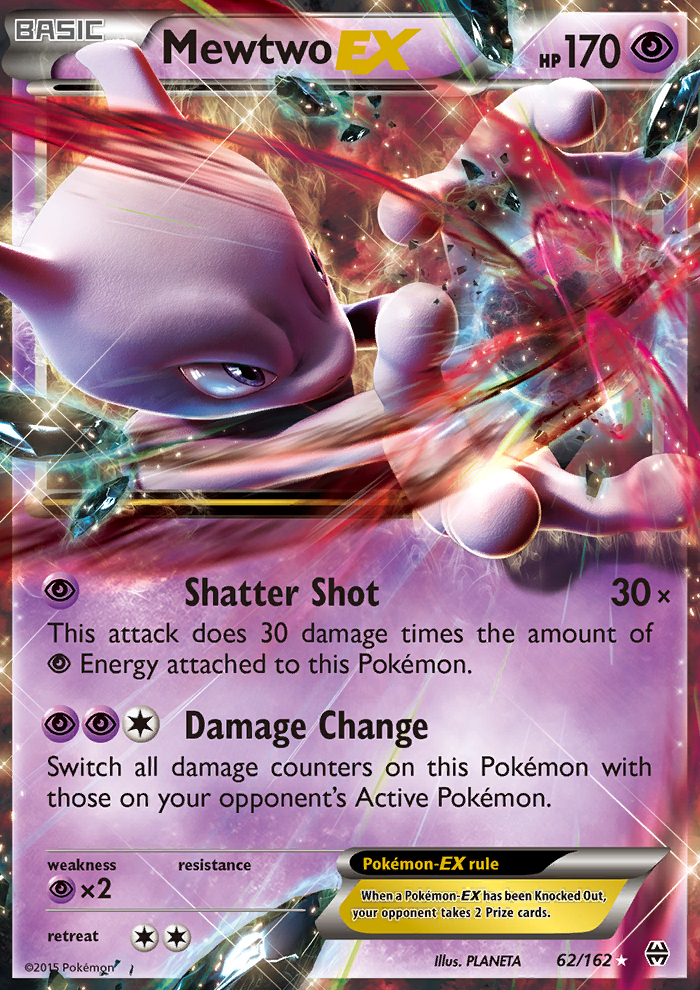 BASIC
Mewtwo EX HP 170
Shatter Shot 30×
This attack does 30 damage times the amount of
Energy attached to this Pokémon.
Damage Change
Switch all damage counters on this Pokémon with
those on your opponent's Active Pokémon.
weakness resistance
×2
Pokémon-EX rule
When a Pokémon-EX has been Knocked Out,
your opponent takes 2 Prize cards.
retreat
©2015 Pokémon Illus. PLANETA 62/162 ★